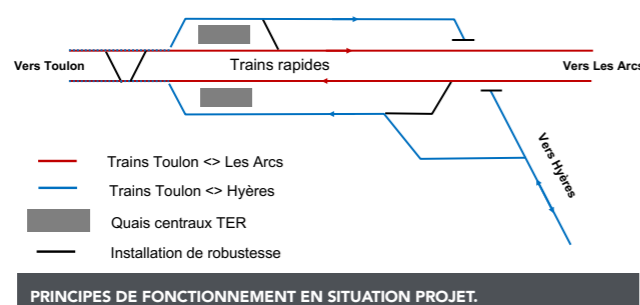 Vers Toulon
Trains rapides
Vers Les Arcs
Vers Hyères
Trains Toulon <> Les Arcs
Trains Toulon <> Hyères
Quais centraux TER
Installation de robustesse
PRINCIPES DE FONCTIONNEMENT EN SITUATION PROJET.